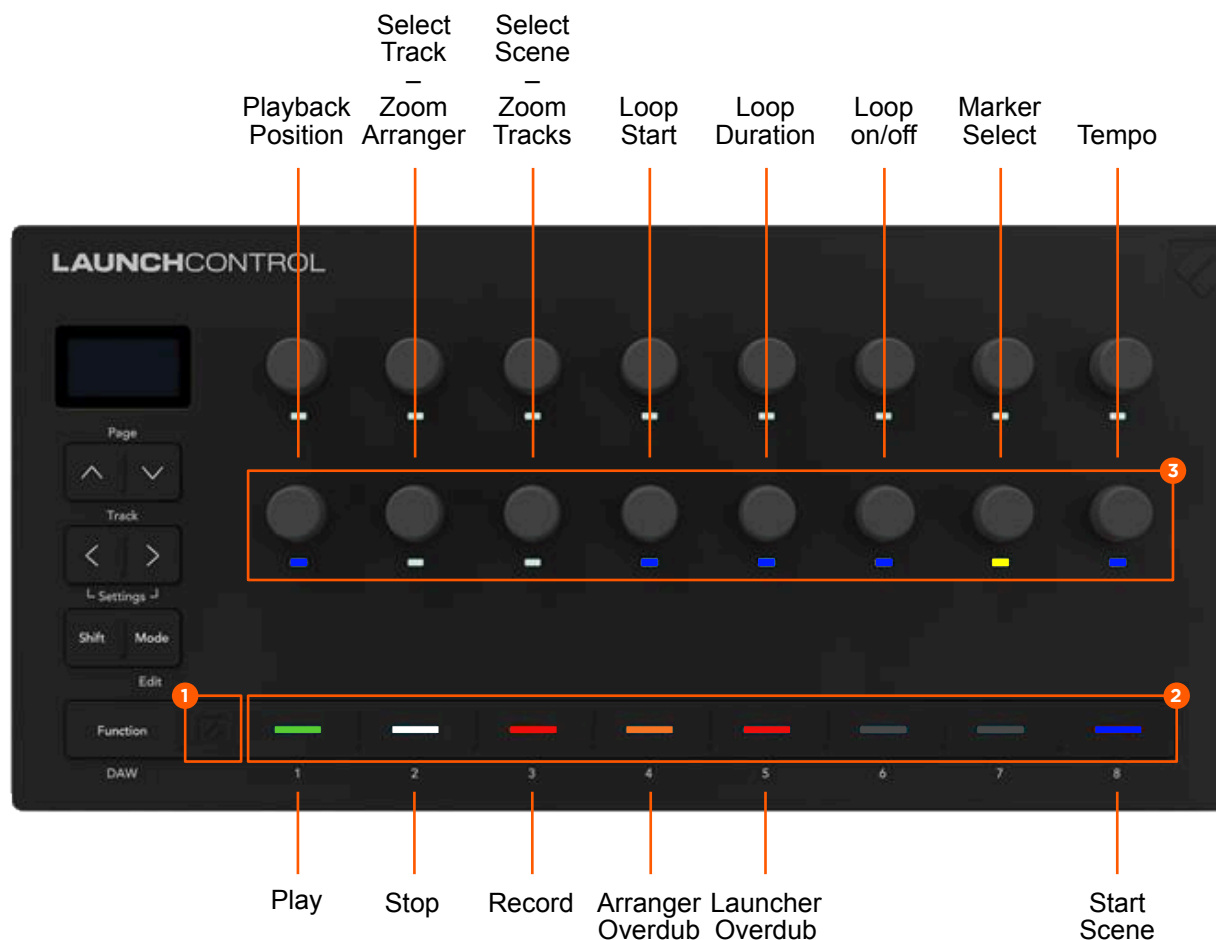 Select
Track
–
Zoom
Arranger
Select
Scene
–
Zoom
Tracks
Playback
Position
Loop
Start
Loop
Duration
Loop
on/off
Marker
Select
Tempo
LAUNCHCONTROL
Page
Track
3
Settings
Shift
Mode
Edit
1
2
Function
DAW
1
2
3
4
5
6
7
8
Play
Stop
Record
Arranger
Overdub
Launcher
Overdub
Start
Scene